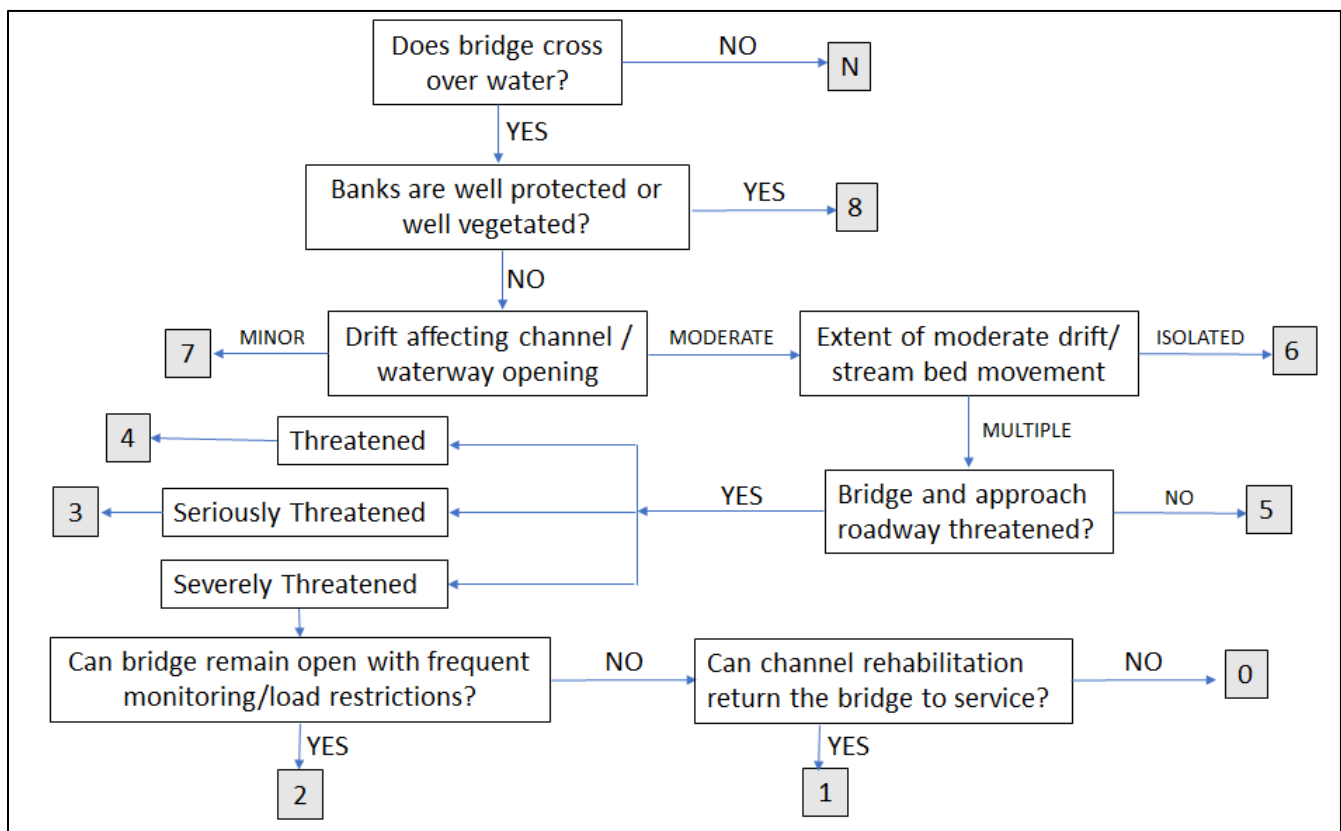 Does bridge cross
over water?
NO
N
YES
Banks are well protected or
well vegetated?
YES
8
NO
7
MINOR
Drift affecting channel /
waterway opening
MODERATE
Extent of moderate drift/
stream bed movement
ISOLATED
6
MULTIPLE
4
Threatened
3
Seriously Threatened
YES
Bridge and approach
roadway threatened?
NO
5
Severely Threatened
Can bridge remain open with frequent
monitoring/load restrictions?
NO
Can channel rehabilitation
return the bridge to service?
NO
0
YES
2
YES
1